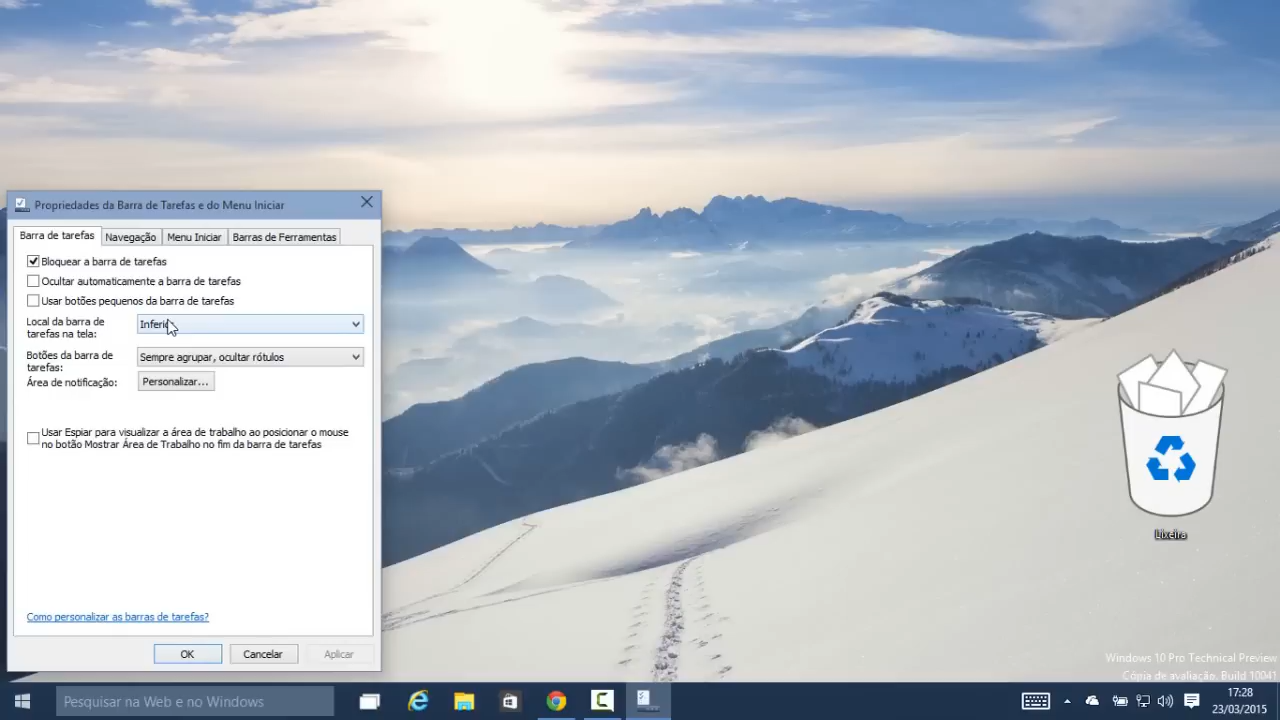 Propriedades da Barra de Tarefas e do Menu Iniciar
Barra de tarefas
Navegação
Menu Iniciar
Barras de Ferramentas
Bloquear a barra de tarefas
Ocultar automaticamente a barra de tarefas
Usar botões pequenos da barra de tarefas
Local da barra de
tarefas na tela:
Botões da barra de
tarefas:
Sempre agrupar, ocultar rótulos
Área de notificação:
Personalizar...
Usar Espiar para visualizar a área de trabalho ao posicionar o mouse
no botão Mostrar Área de Trabalho no fim da barra de tarefas
Como personalizar as barras de tarefas?
OK
Cancelar
Aplicar
Lixeira
Windows 10 Pro Technical Preview
Cópia de avaliação. Build 10041
Pesquisar na Web e no Windows
17:28
23/03/2015